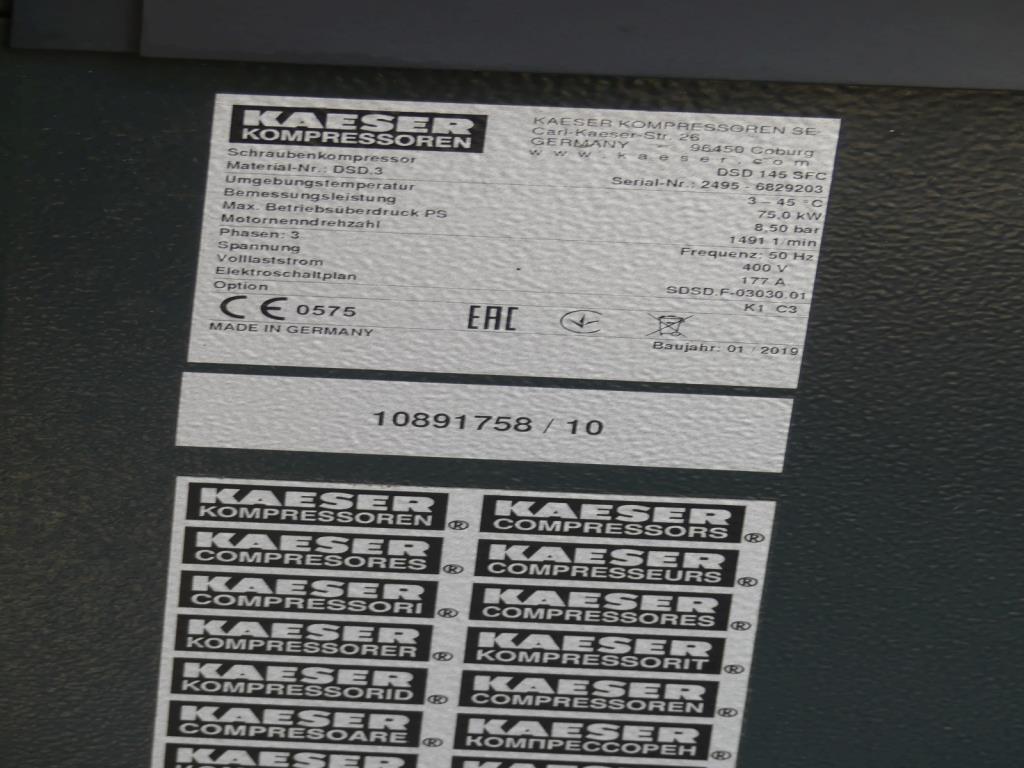 KAESER
KOMPRESSOREN
KAESER KOMPRESSOREN SE
Carl-Kaeser-Str. 26
GERMANY - 96450 Coburg
www.kaeser.com
Schraubenkompressor DSD 145 SFC
Material-Nr.: DSD.3 Serial-Nr.: 2495 - 6829203
Umgebungstemperatur 3 – 45 °C
Bemessungsleistung 75,0 kW
Max. Betriebsüberdruck PS 8,50 bar
Motornenndrehzahl 1491 1/min
Phasen: 3 Frequenz: 50 Hz
Spannung 400 V
Volllaststrom 177 A
Elektroschaltplan SDSD.F-03030.01
Option K1 C3
CE 0575 EAC
MADE IN GERMANY Baujahr: 01 / 2019
10891758 / 10
KAESER KAESER
KOMPRESSOREN ® COMPRESSORS ®
KAESER KAESER
COMPRESORES ® COMPRESSEURS ®
KAESER KAESER
COMPRESSORI ® COMPRESSORES ®
KAESER KAESER
KOMPRESSORER ® KOMPRESSORIT ®
KAESER KAESER
KOMPRESSORID ® COMPRESSOREN ®
KAESER KAESER
COMPRESOARE ® КОМПРЕССОРЕН ®
KAESER KAESER